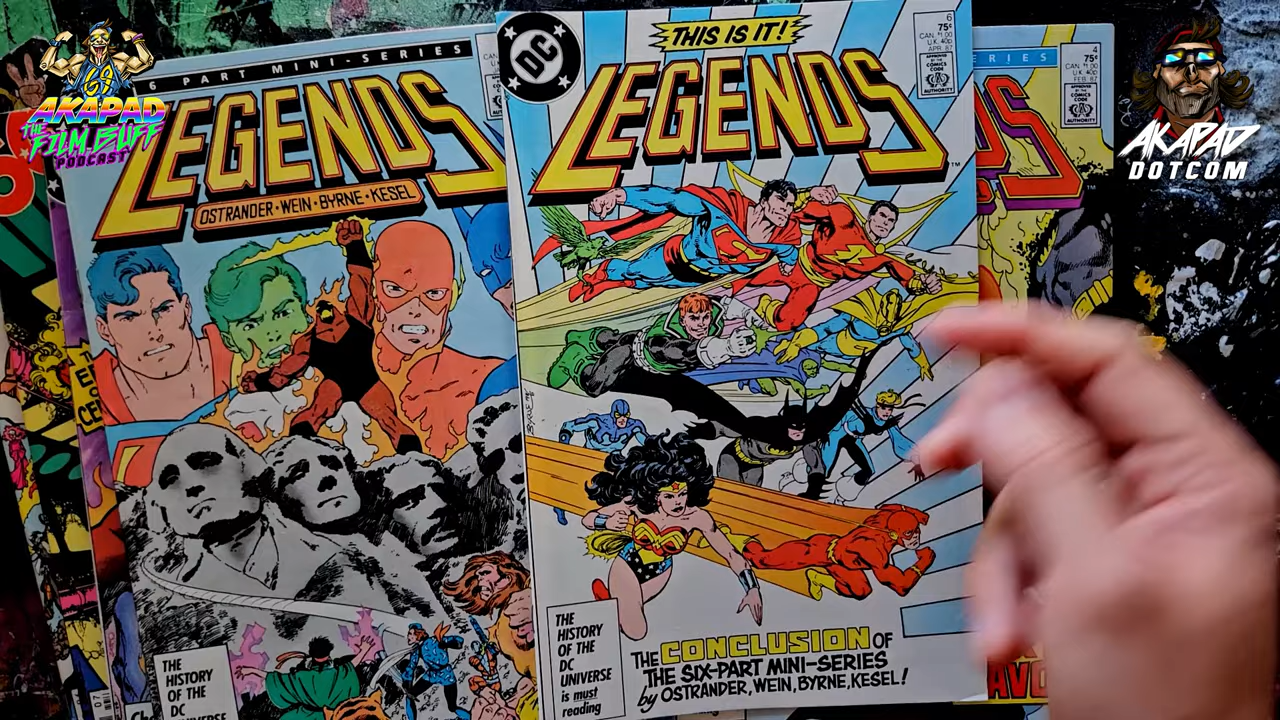 AKAPAD
THE
FILM BUFF
PODCAST
6 PART MINI-SERIES
LEGENDS
OSTRANDER • WEIN • BYRNE • KESEL
THE
HISTORY
OF THE
DC
DC
THIS IS IT!
LEGENDS
TM
6
75¢
CAN. $1.00
U.K. 40p
APR. 87
APPROVED
BY THE
COMICS
CODE
AUTHORITY
BYRNE
THE
HISTORY
OF THE
DC
UNIVERSE
is must
reading
THE CONCLUSION OF
THE SIX-PART MINI-SERIES
by OSTRANDER, WEIN, BYRNE, KESEL!
ERIES
4
75¢
CAN. $1.00
U.K. 40p
FEB. 87
APPROVED
BY THE
COMICS
CODE
AUTHORITY
DS
AKAPAD
DOTCOM